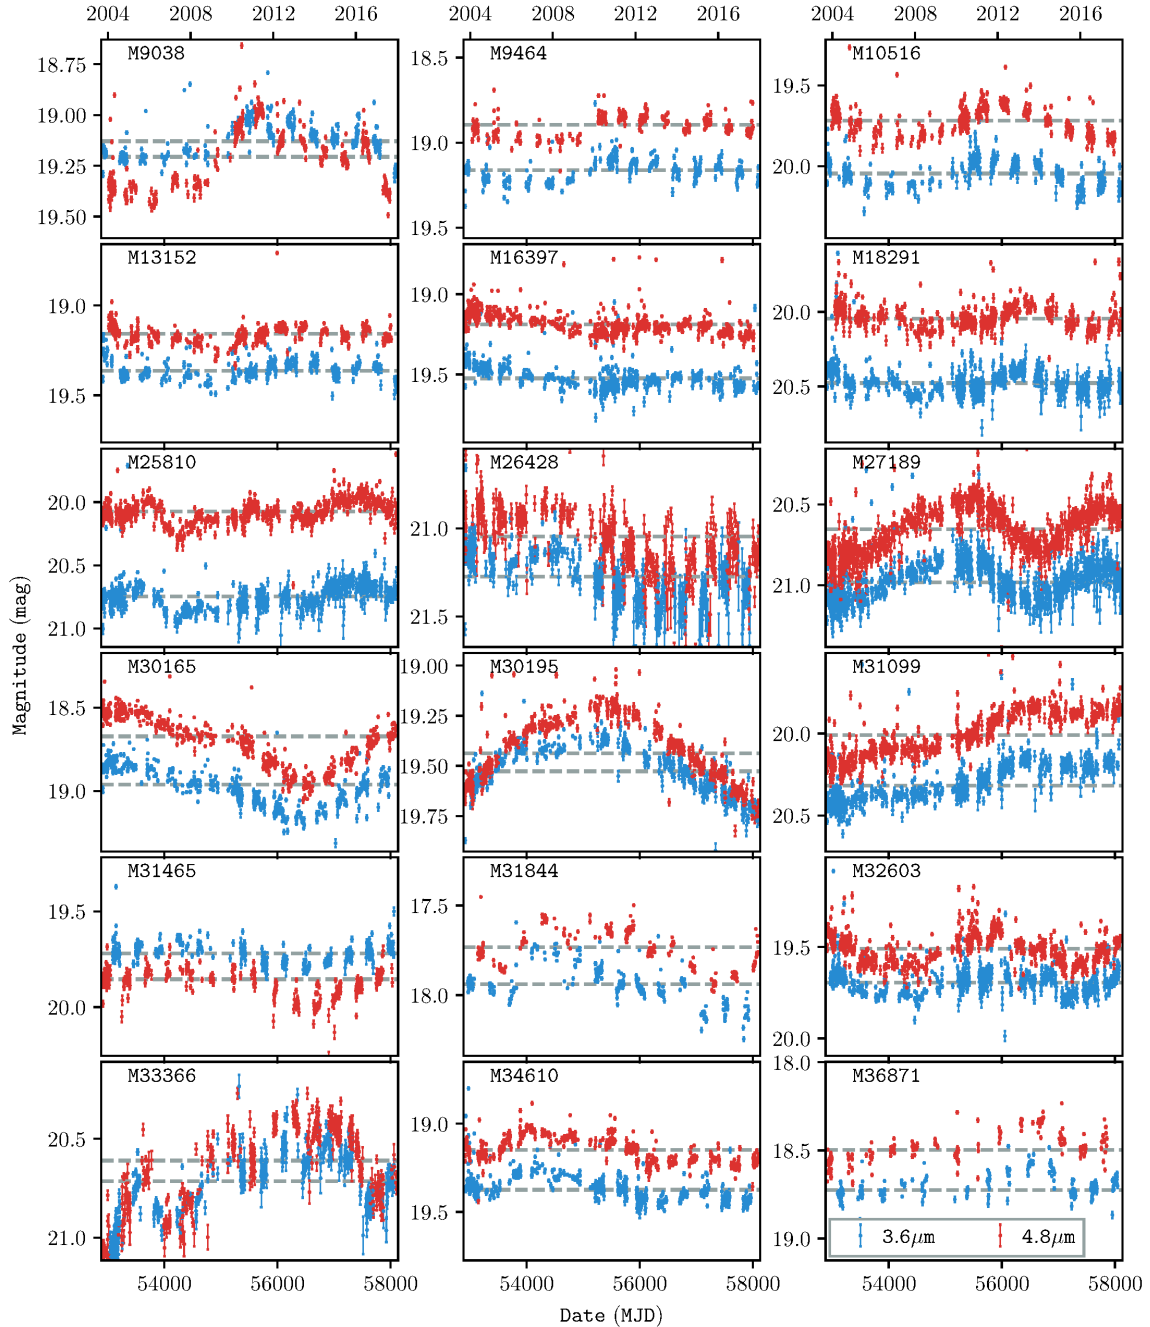 2004 2008 2012 2016 2004 2008 2012 2016 2004 2008 2012 2016
M9038 M9464 M10516
18.75 19.00 19.25 19.50
18.5 19.0 19.5
19.5 20.0
M13152 M16397 M18291
19.0 19.5
19.0 19.5
20.0 20.5
M25810 M26428 M27189
20.0 20.5 21.0
21.0 21.5
20.5 21.0
M30165 M30195 M31099
18.5 19.0
19.00 19.25 19.50 19.75
20.0 20.5
M31465 M31844 M32603
19.5 20.0
17.5 18.0
19.5 20.0
M33366 M34610 M36871
20.5 21.0
19.0 19.5
18.0 18.5 19.0
3.6μm 4.8μm
54000 56000 58000 54000 56000 58000 54000 56000 58000
Date (MJD)
Magnitude (mag)